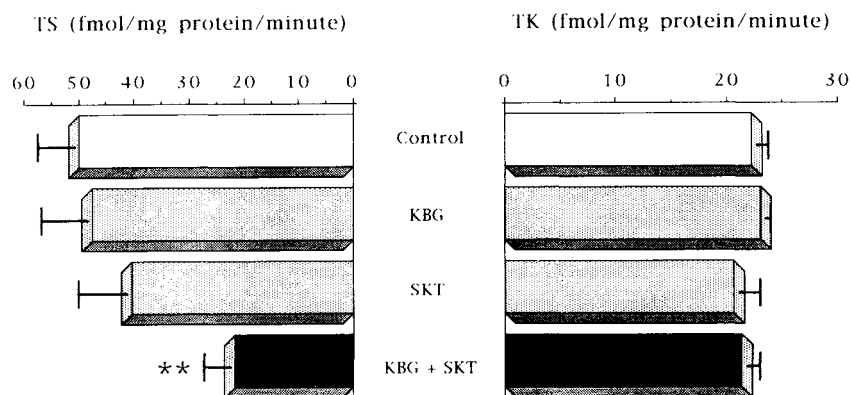 TS (fmol/mg protein/minute) TK (fmol/mg protein/minute)
60 50 40 30 20 10 0 0 10 20 30
Control
KBG
SKT
** KBG + SKT